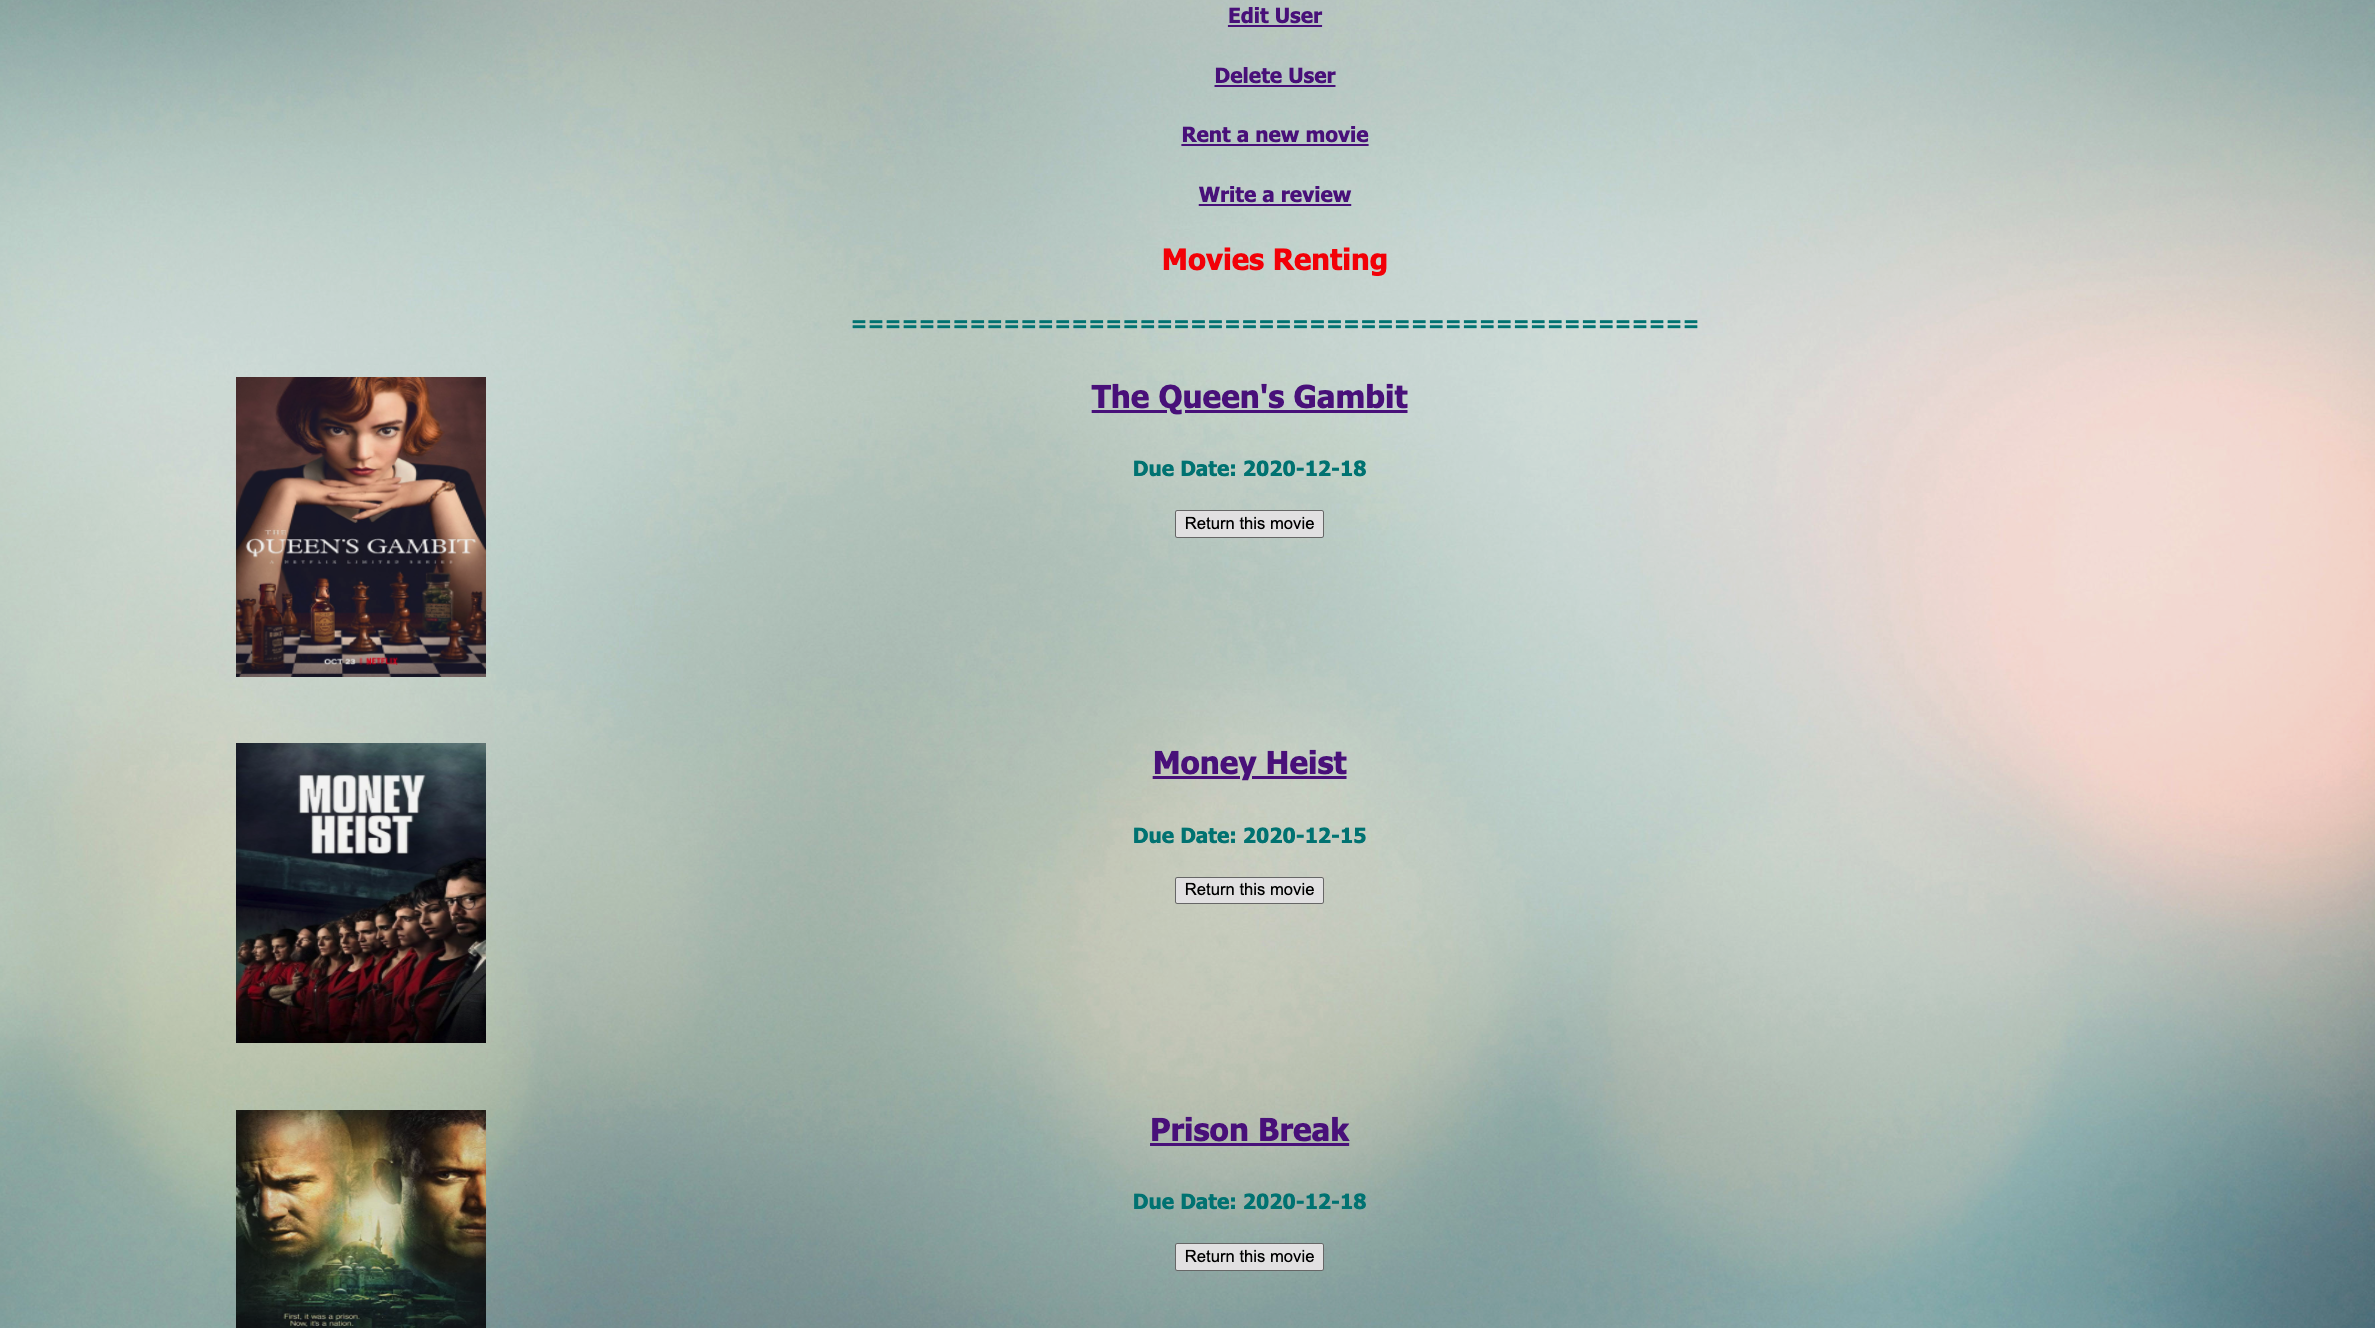 Edit User
Delete User
Rent a new movie
Write a review
Movies Renting
==================================================
The Queen's Gambit
Due Date: 2020-12-18
Return this movie
THE
QUEEN'S GAMBIT
A NETFLIX LIMITED SERIES
OCT 23 | NETFLIX
Money Heist
Due Date: 2020-12-15
Return this movie
MONEY
HEIST
Prison Break
Due Date: 2020-12-18
Return this movie
First, it was a prison.
Now, it's a nation.